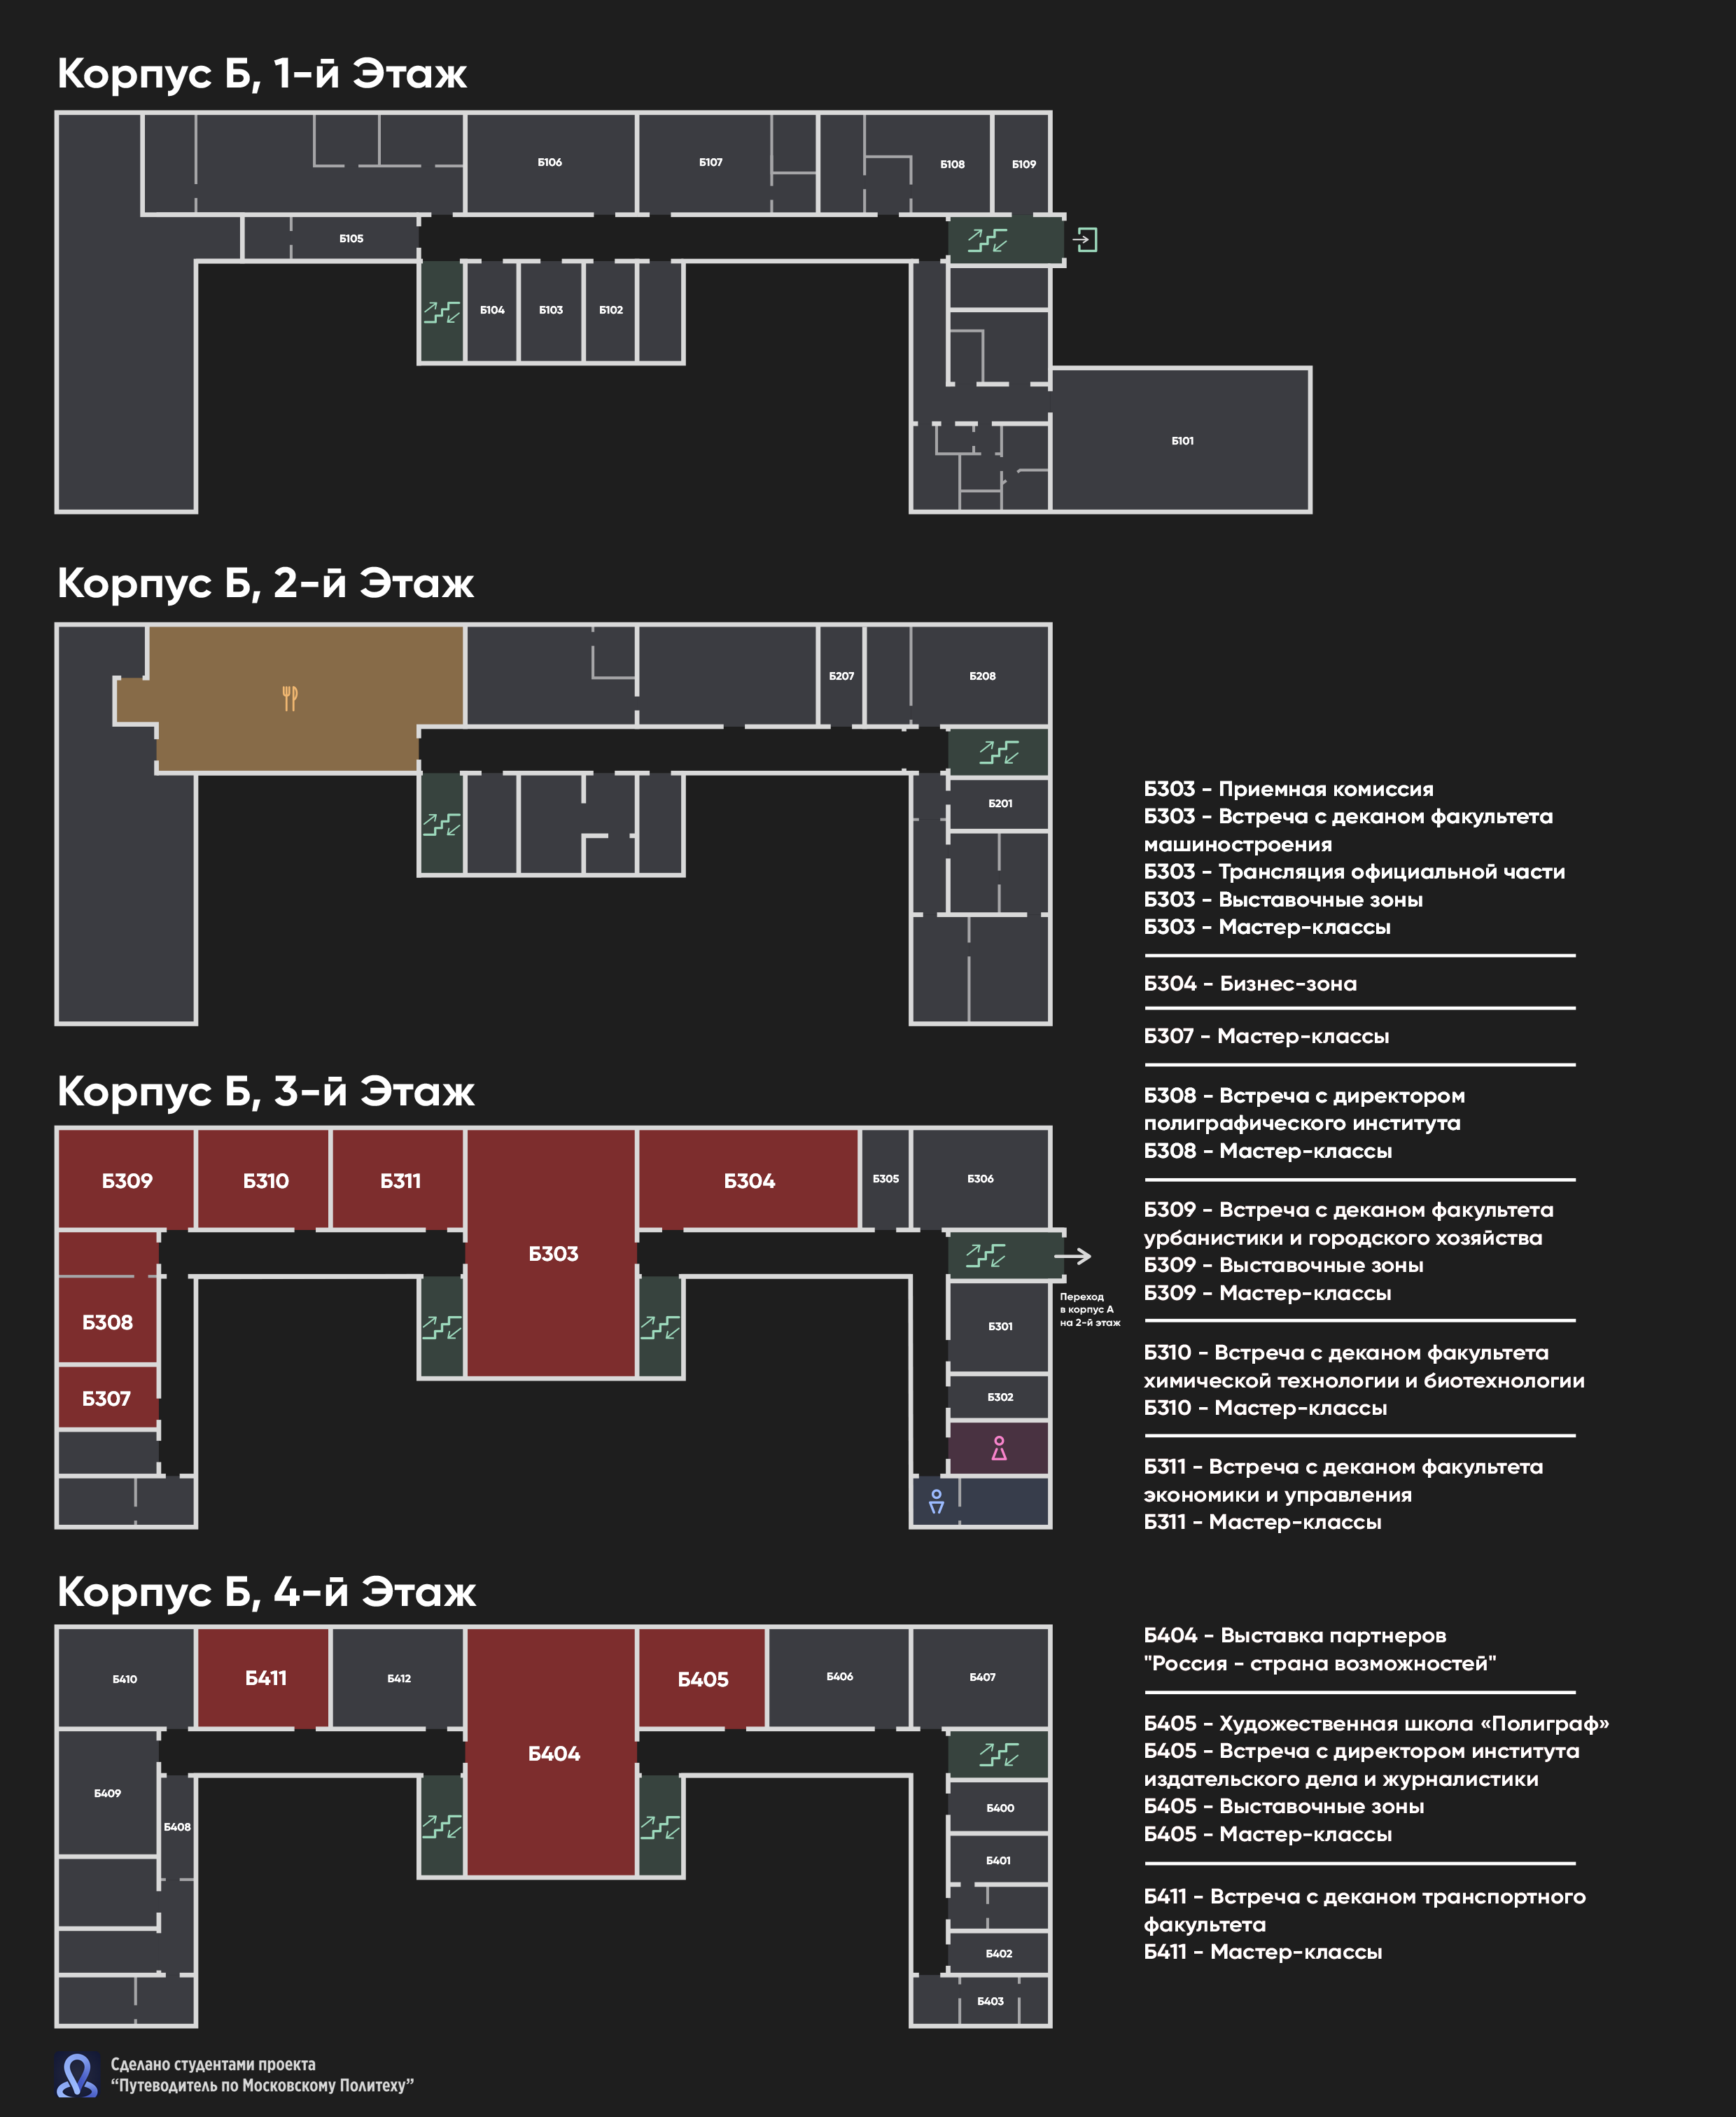 Корпус Б, 1-й Этаж
Б106
Б107
Б108
Б109
Б105
Б104
Б103
Б102
Б101
Корпус Б, 2-й Этаж
Б207
Б208
Б201
Б303 - Приемная комиссия
Б303 - Встреча с деканом факультета
машиностроения
Б303 - Трансляция официальной части
Б303 - Выставочные зоны
Б303 - Мастер-классы
Б304 - Бизнес-зона
Б307 - Мастер-классы
Б308 - Встреча с директором
полиграфического института
Б308 - Мастер-классы
Б309 - Встреча с деканом факультета
урбанистики и городского хозяйства
Б309 - Выставочные зоны
Б309 - Мастер-классы
Б310 - Встреча с деканом факультета
химической технологии и биотехнологии
Б310 - Мастер-классы
Б311 - Встреча с деканом факультета
экономики и управления
Б311 - Мастер-классы
Корпус Б, 3-й Этаж
Б309
Б310
Б311
Б304
Б305
Б306
Б303
Переход
в корпус А
на 2-й этаж
Б308
Б301
Б307
Б302
Корпус Б, 4-й Этаж
Б410
Б411
Б412
Б405
Б406
Б407
Б404
Б409
Б408
Б400
Б401
Б402
Б403
Б404 - Выставка партнеров
"Россия - страна возможностей"
Б405 - Художественная школа «Полиграф»
Б405 - Встреча с директором института
издательского дела и журналистики
Б405 - Выставочные зоны
Б405 - Мастер-классы
Б411 - Встреча с деканом транспортного
факультета
Б411 - Мастер-классы
Сделано студентами проекта
“Путеводитель по Московскому Политеху”